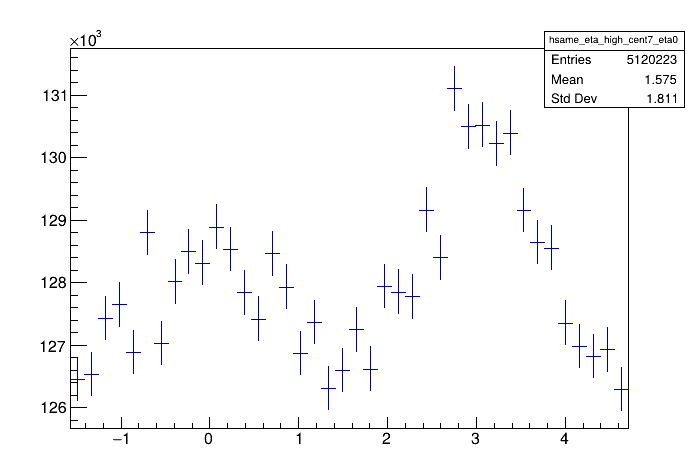 ×10³
hsame_eta_high_cent7_eta0
Entries 5120223
Mean 1.575
Std Dev 1.811
131
130
129
128
127
126
−1 0 1 2 3 4